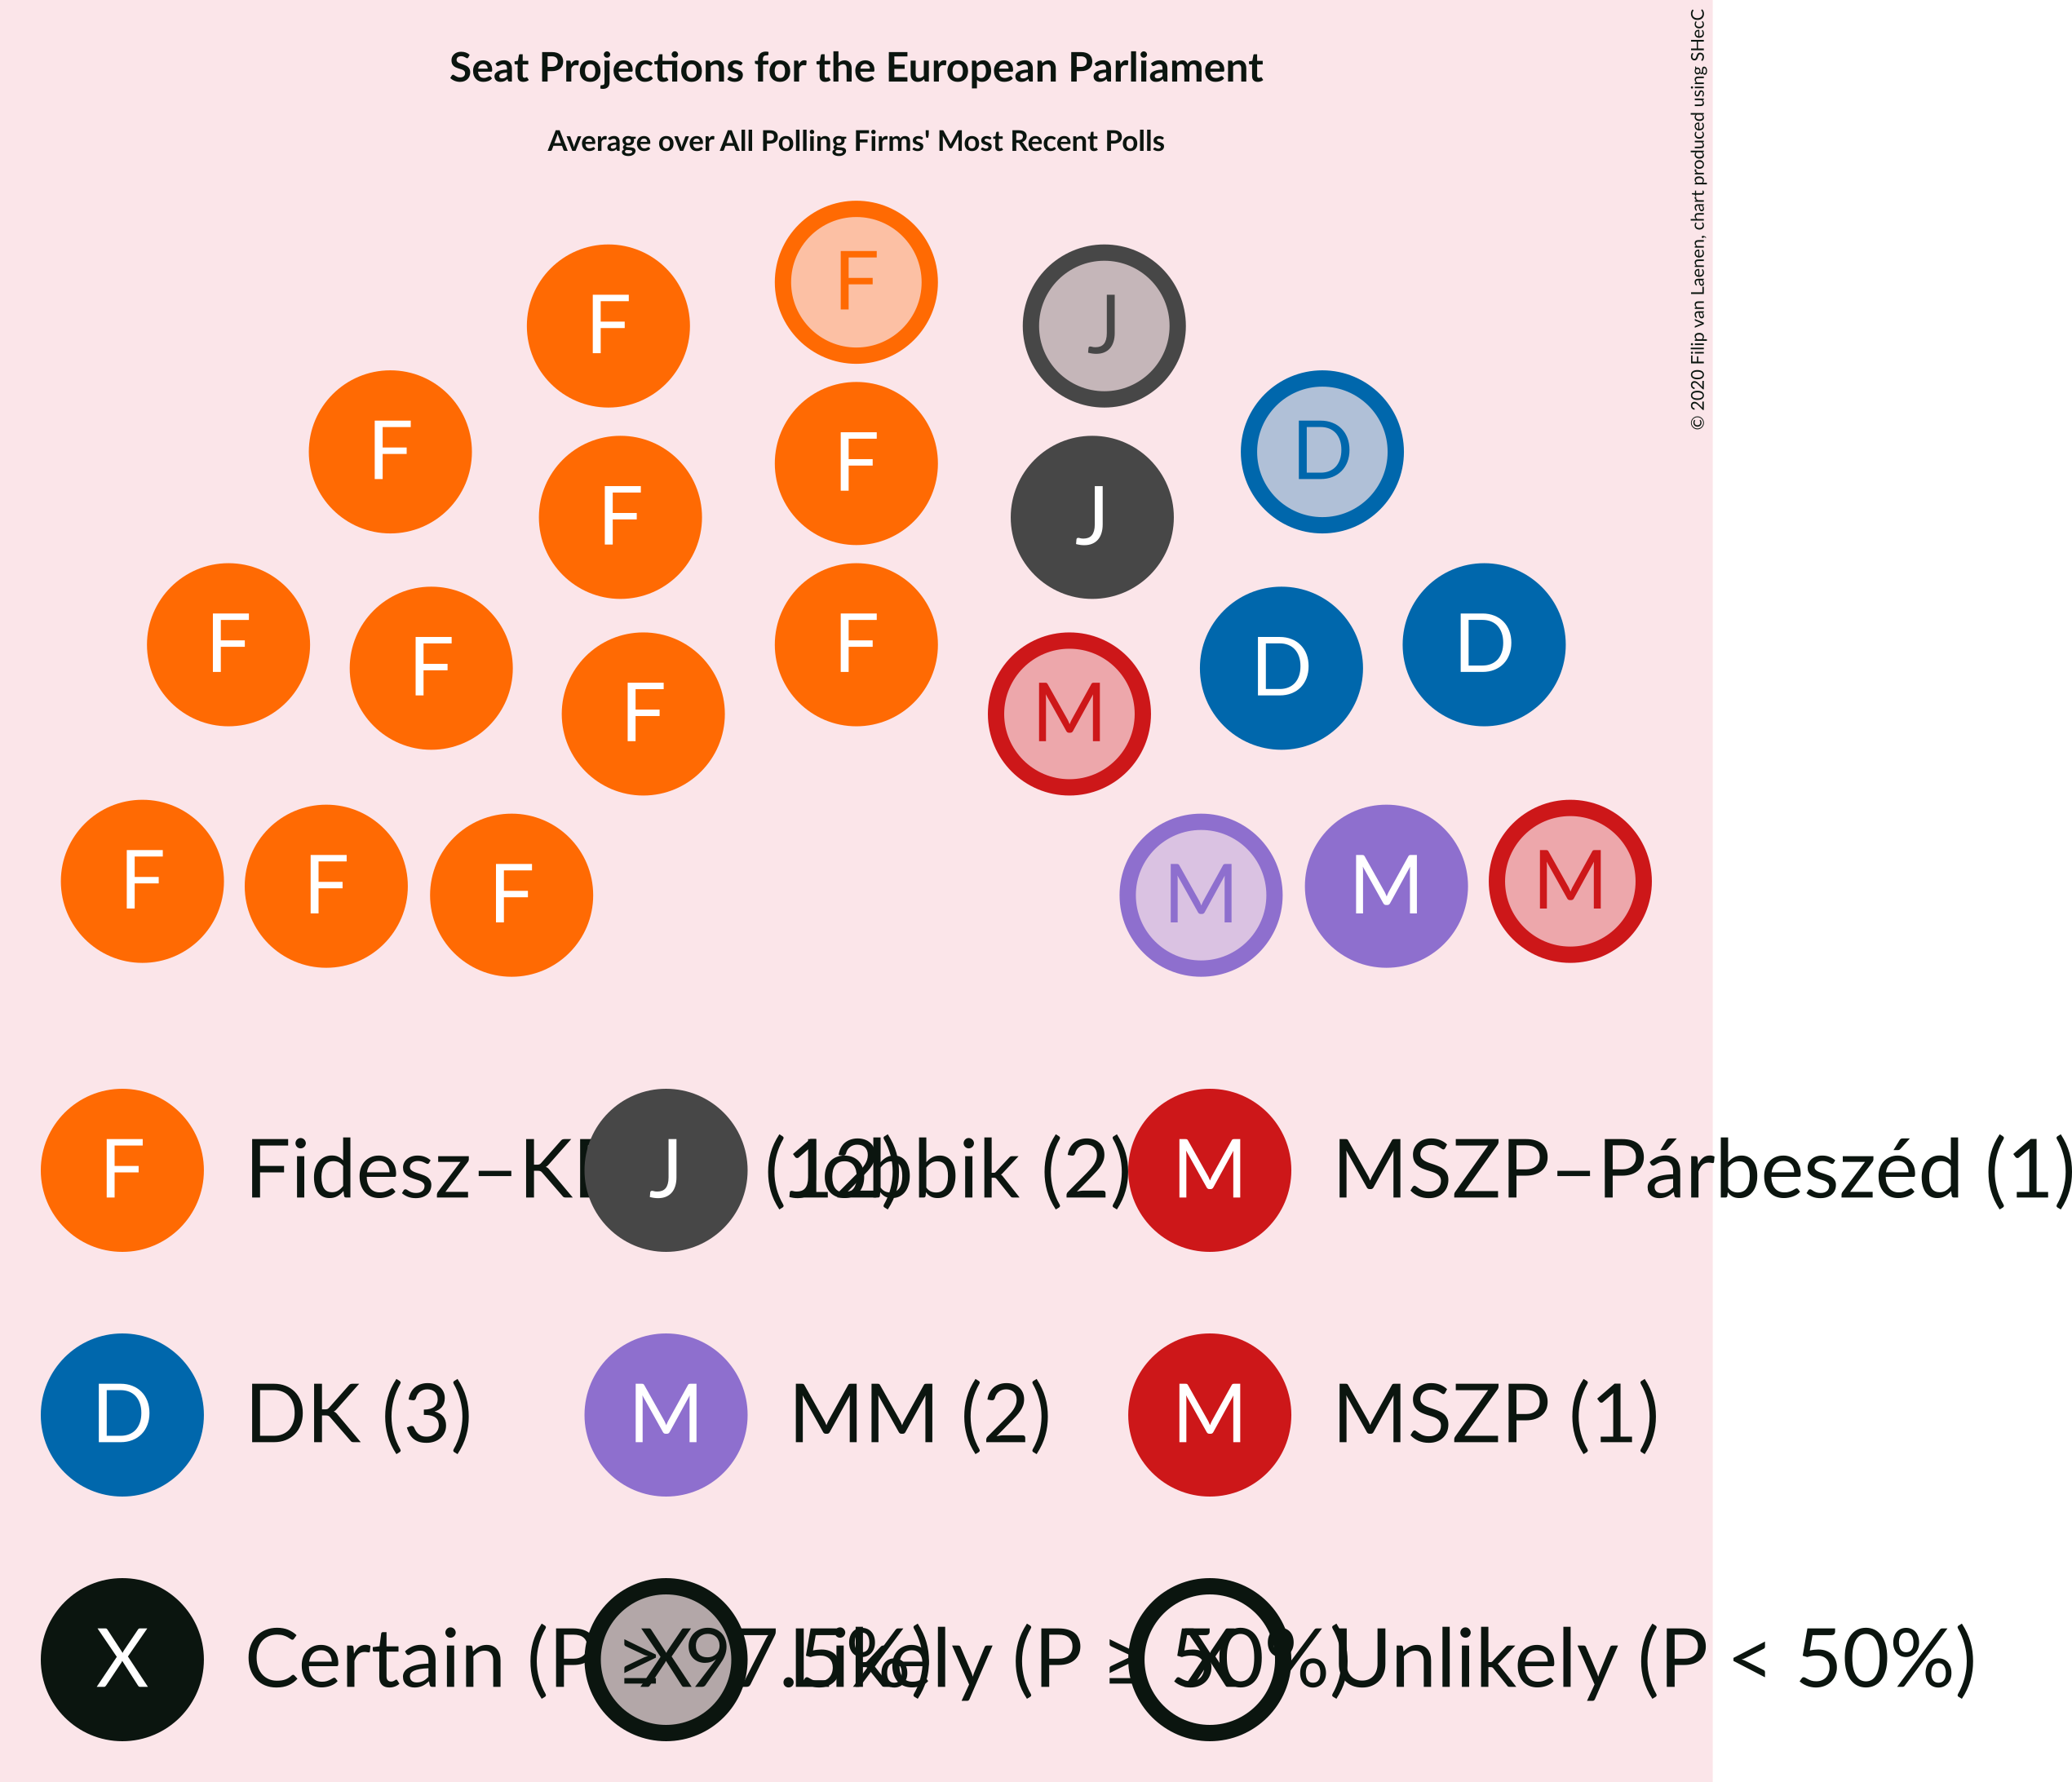 Seat Projections for the European Parliament
Average over All Polling Firms' Most Recent Polls
© 2020 Filip van Laenen, chart produced using SHecC
F
F J
F D
F
F J
F F D D
F F M
F F F M M M
F Fidesz–K (12) J Jobbik (2) M MSZP–Párbeszéd (1)
D DK (3) M MM (2) M MSZP (1)
X Certain (P ≥ 97.5%) X Likely (P ≥ 50% X Unlikely (P < 50%)